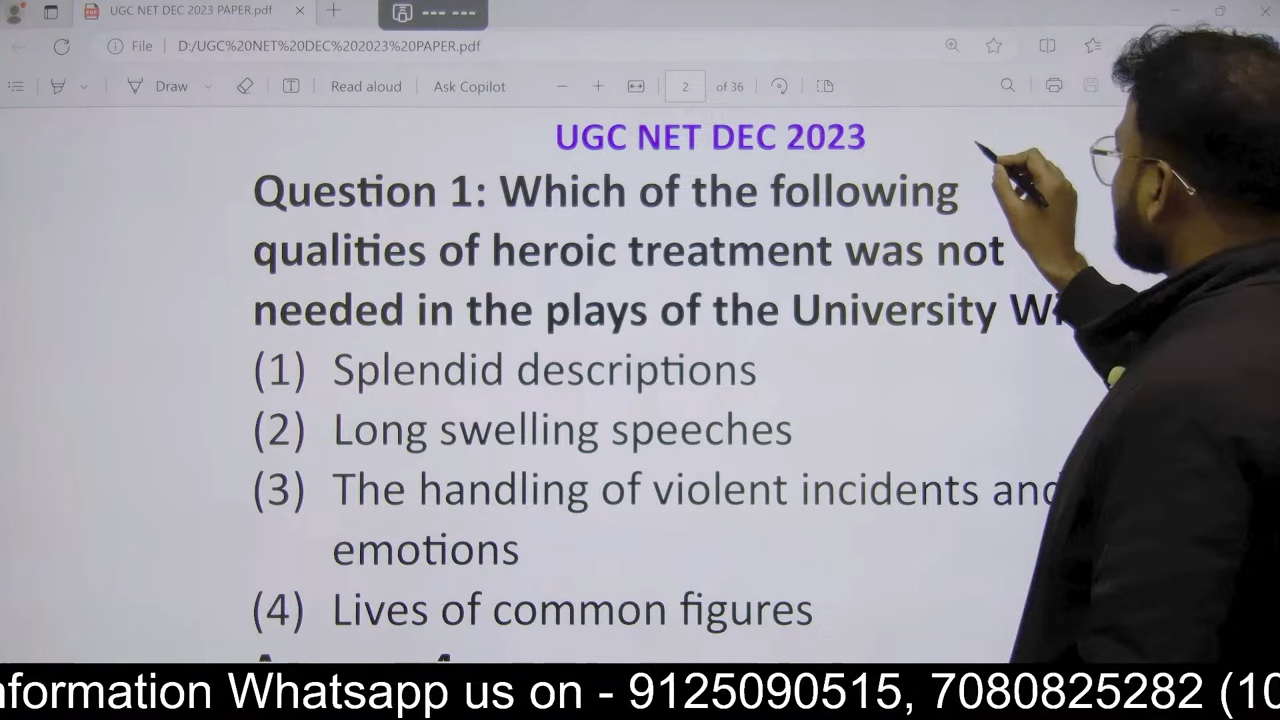 UGC NET DEC 2023 PAPER.pdf
File D:/UGC%20NET%20DEC%202023%20PAPER.pdf
Draw Read aloud Ask Copilot 2 of 36
UGC NET DEC 2023
Question 1: Which of the following
qualities of heroic treatment was not
needed in the plays of the University
(1) Splendid descriptions
(2) Long swelling speeches
(3) The handling of violent incidents and
emotions
(4) Lives of common figures
nformation Whatsapp us on - 9125090515, 7080825282 (10